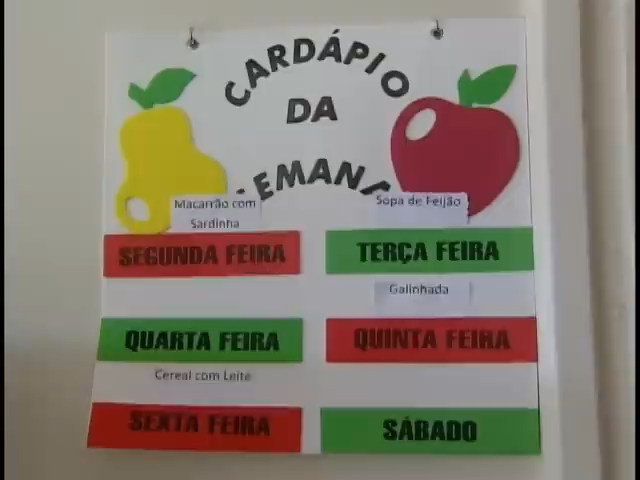 CARDÁPIO
DA
SEMANA
Macarrão com
Sardinha
Sopa de Feijão
SEGUNDA FEIRA
TERÇA FEIRA
Galinhada
QUARTA FEIRA
QUINTA FEIRA
Cereal com Leite
SEXTA FEIRA
SÁBADO